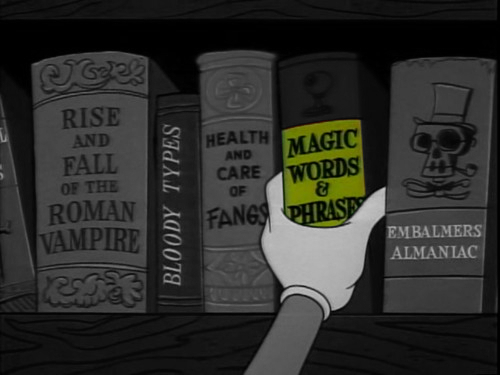 RISE
AND
FALL
OF THE
ROMAN
VAMPIRE
BLOODY TYPES
HEALTH
AND
CARE
OF
FANGS
MAGIC
WORDS
&
PHRASES
EMBALMERS
ALMANIAC